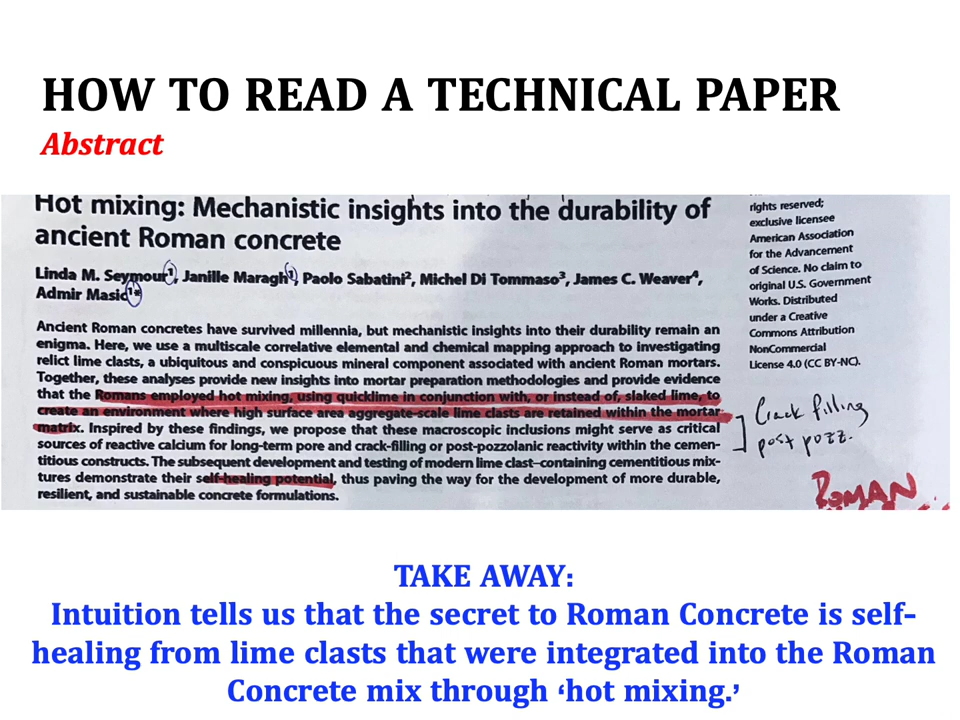 HOW TO READ A TECHNICAL PAPER
Abstract
Hot mixing: Mechanistic insights into the durability of
ancient Roman concrete
Linda M. Seymour¹, Janille Maragh¹, Paolo Sabatini², Michel Di Tommaso³, James C. Weaver⁴,
Admir Masic¹*
Ancient Roman concretes have survived millennia, but mechanistic insights into their durability remain an
enigma. Here, we use a multiscale correlative elemental and chemical mapping approach to investigating
relict lime clasts, a ubiquitous and conspicuous mineral component associated with ancient Roman mortars.
Together, these analyses provide new insights into mortar preparation methodologies and provide evidence
that the Romans employed hot mixing, using quicklime in conjunction with, or instead of, slaked lime, to
create an environment where high surface area aggregate-scale lime clasts are retained within the mortar
matrix. Inspired by these findings, we propose that these macroscopic inclusions might serve as critical
sources of reactive calcium for long-term pore and crack-filling or post-pozzolanic reactivity within the cemen-
titious constructs. The subsequent development and testing of modern lime clast–containing cementitious mix-
tures demonstrate their self-healing potential, thus paving the way for the development of more durable,
resilient, and sustainable concrete formulations.
rights reserved;
exclusive licensee
American Association
for the Advancement
of Science. No claim to
original U.S. Government
Works. Distributed
under a Creative
Commons Attribution
NonCommercial
License 4.0 (CC BY-NC).
Crack filling
post pozz.
ROMAN
TAKE AWAY:
Intuition tells us that the secret to Roman Concrete is self-
healing from lime clasts that were integrated into the Roman
Concrete mix through ‘hot mixing.’